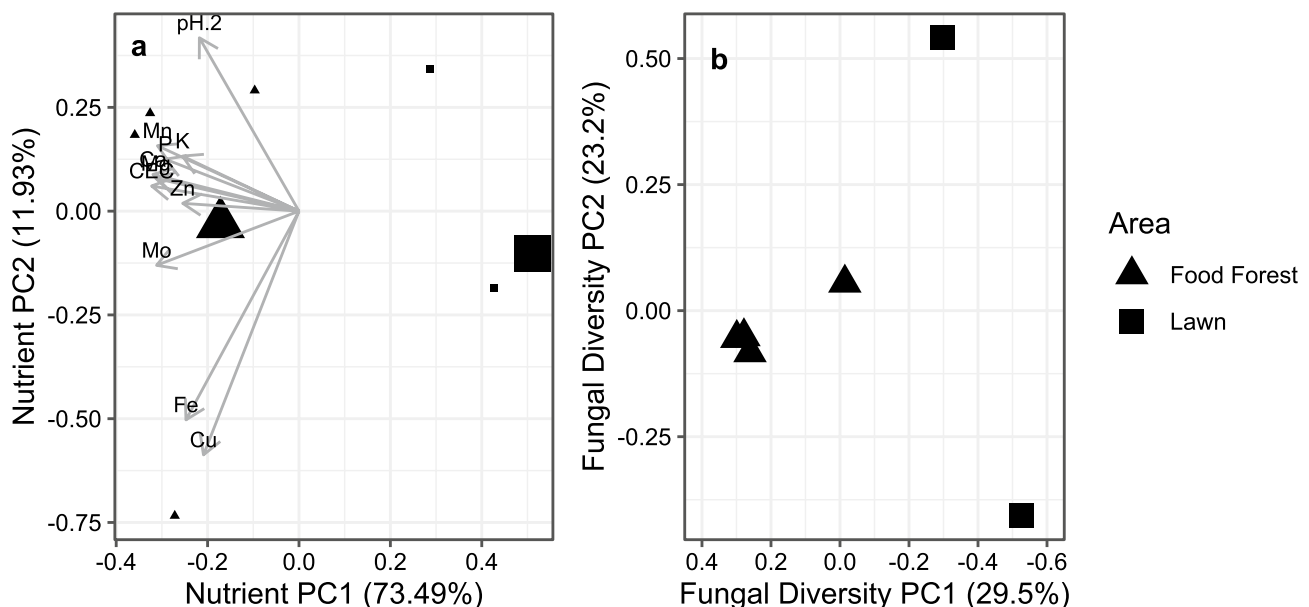 a
pH.2
Mn
P
K
Ca
Mg
CEC
Zn
Mo
Fe
Cu
0.25
0.00
-0.25
-0.50
-0.75
-0.4
-0.2
0.0
0.2
0.4
Nutrient PC1 (73.49%)
Nutrient PC2 (11.93%)
b
0.50
0.25
0.00
-0.25
0.4
0.2
0.0
-0.2
-0.4
-0.6
Fungal Diversity PC1 (29.5%)
Fungal Diversity PC2 (23.2%)
Area
Food Forest
Lawn